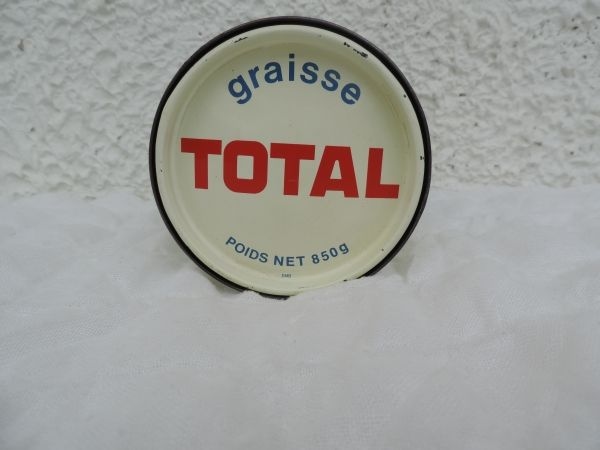 graisse
TOTAL
POIDS NET 850g